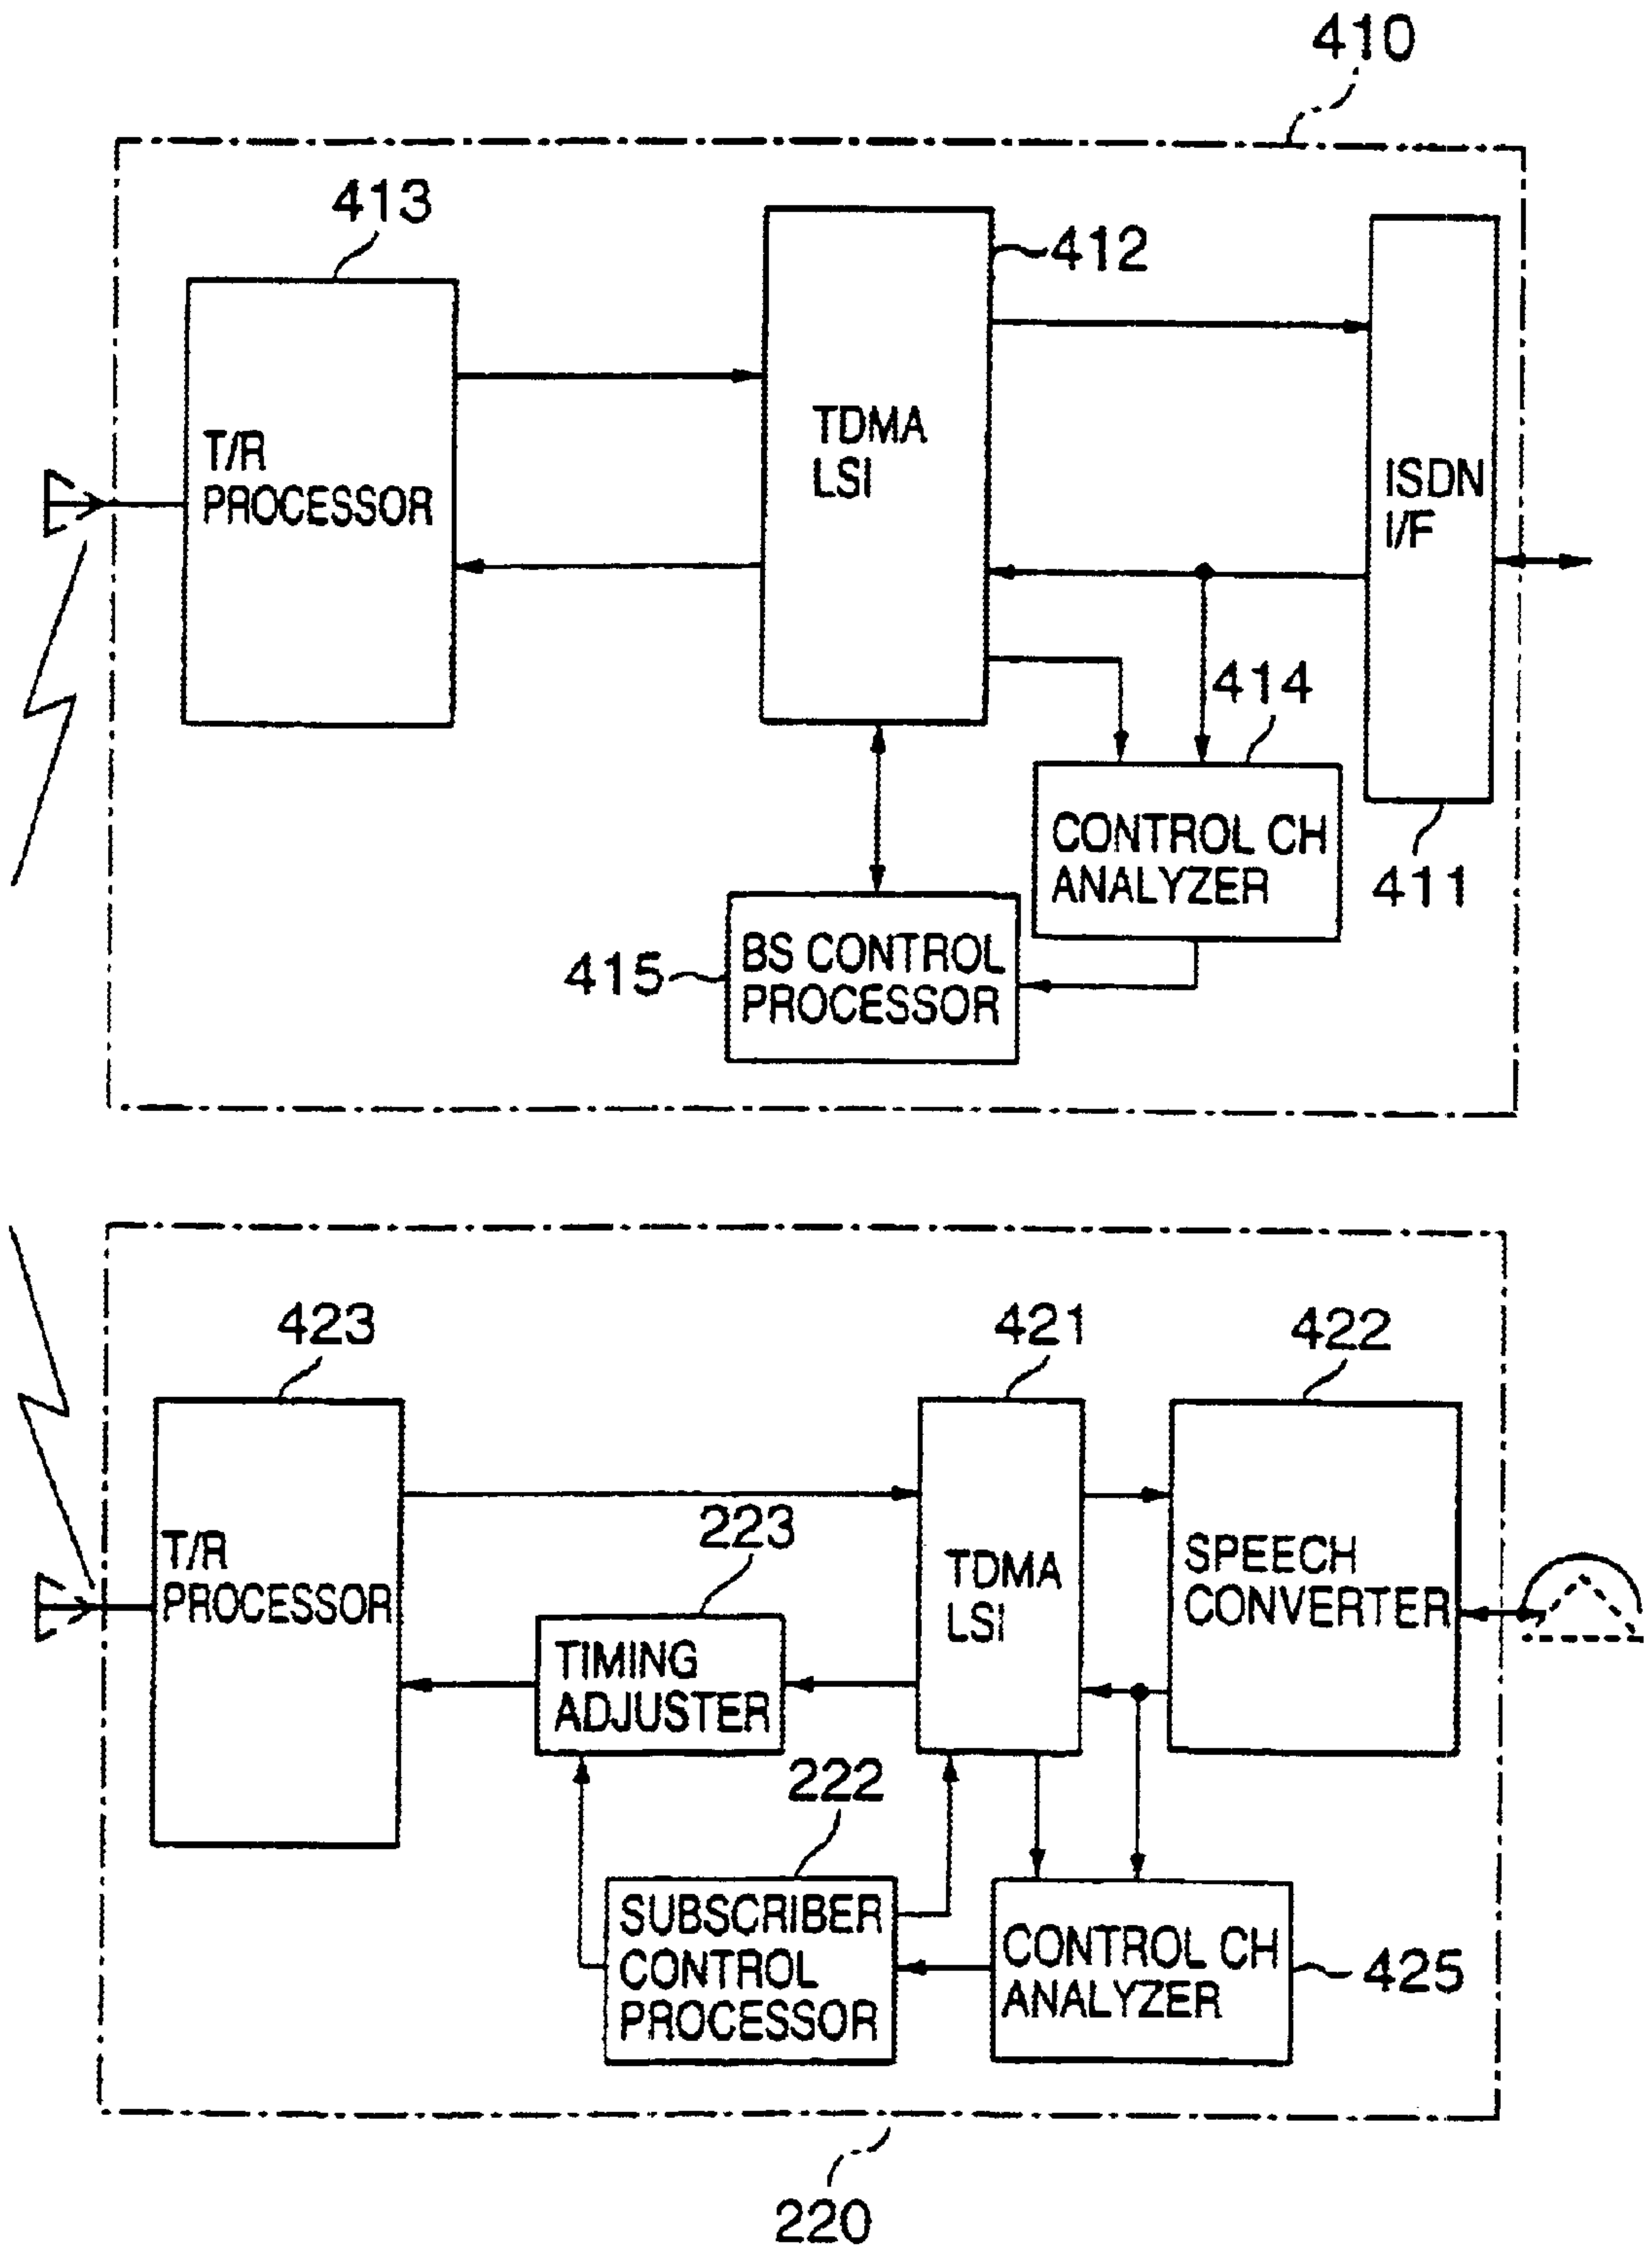 410
413
412
T/R
PROCESSOR
TDMA
LSI
ISDN
I/F
414
CONTROL CH
ANALYZER
411
415
BS CONTROL
PROCESSOR
423
421
422
223
T/R
PROCESSOR
TDMA
LSI
SPEECH
CONVERTER
TIMING
ADJUSTER
222
SUBSCRIBER
CONTROL
PROCESSOR
CONTROL CH
ANALYZER
425
220